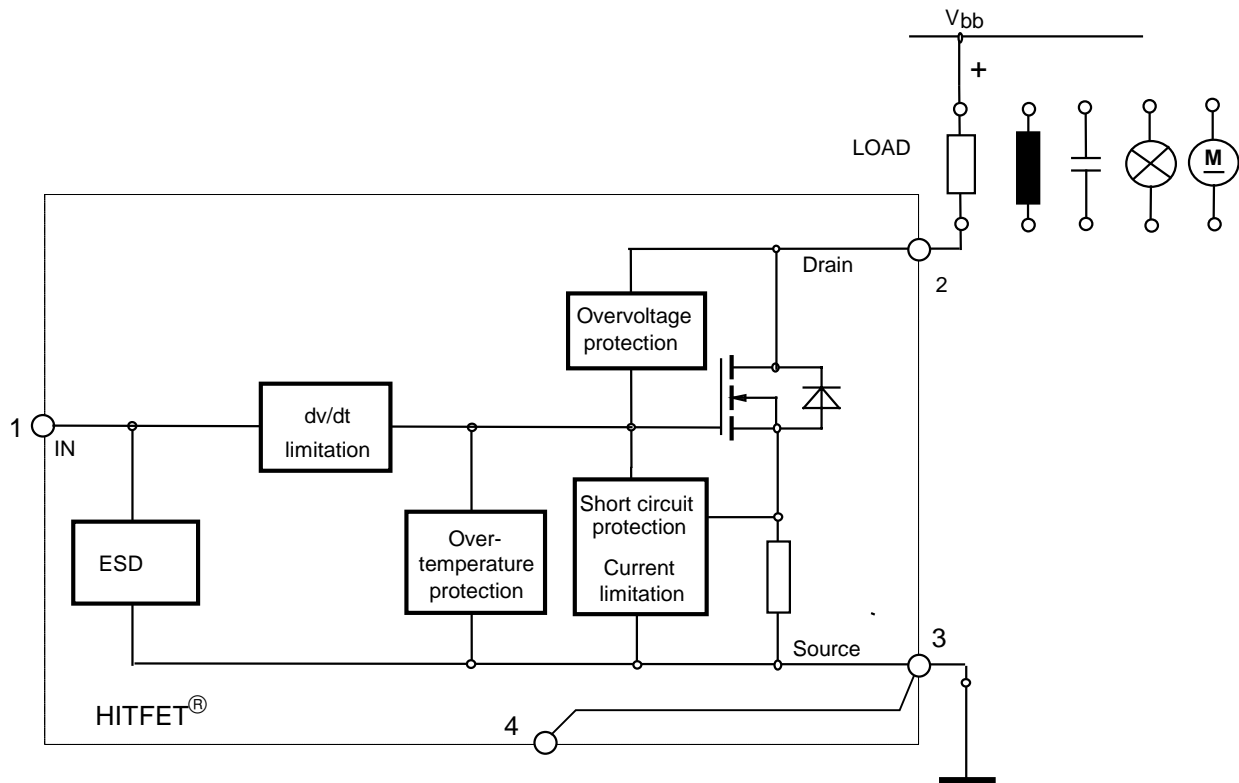 Vbb
+
LOAD
M
Drain
2
Overvoltage
protection
1
IN
dv/dt
limitation
Short circuit
protection
Current
limitation
Over-
temperature
protection
ESD
Source
3
HITFET®
4